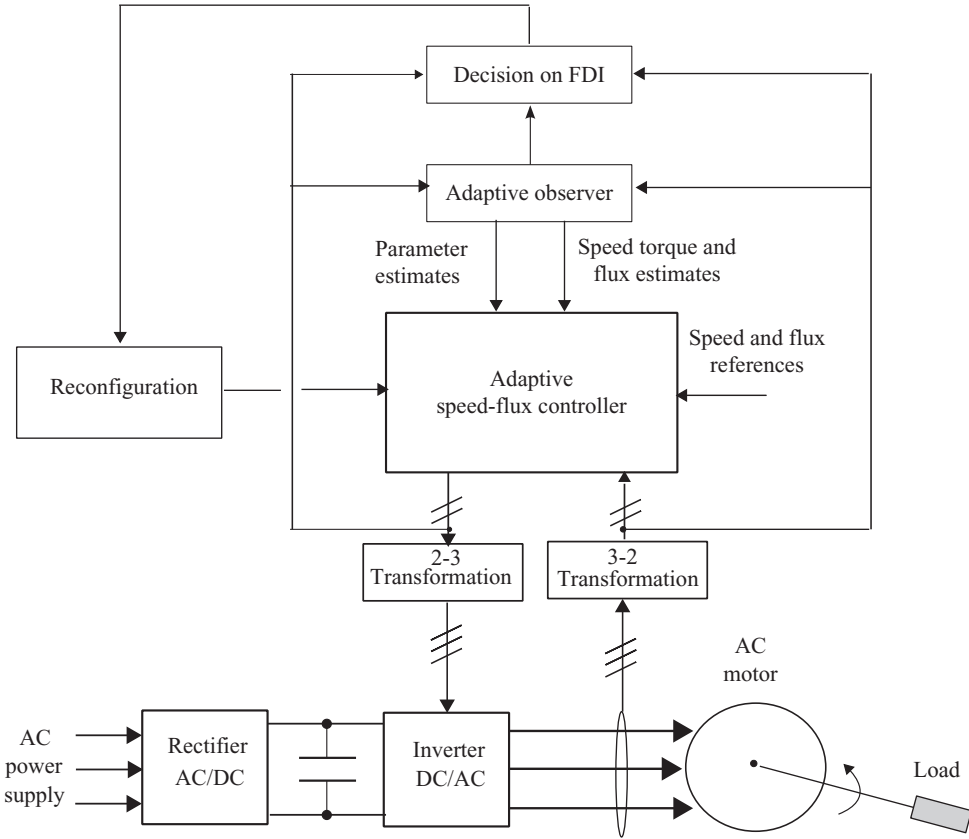 Decision on FDI
Adaptive observer
Parameter
estimates
Speed torque and
flux estimates
Speed and flux
references
Reconfiguration
Adaptive
speed-flux controller
2-3
Transformation
3-2
Transformation
AC
motor
AC
power
supply
Rectifier
AC/DC
Inverter
DC/AC
Load